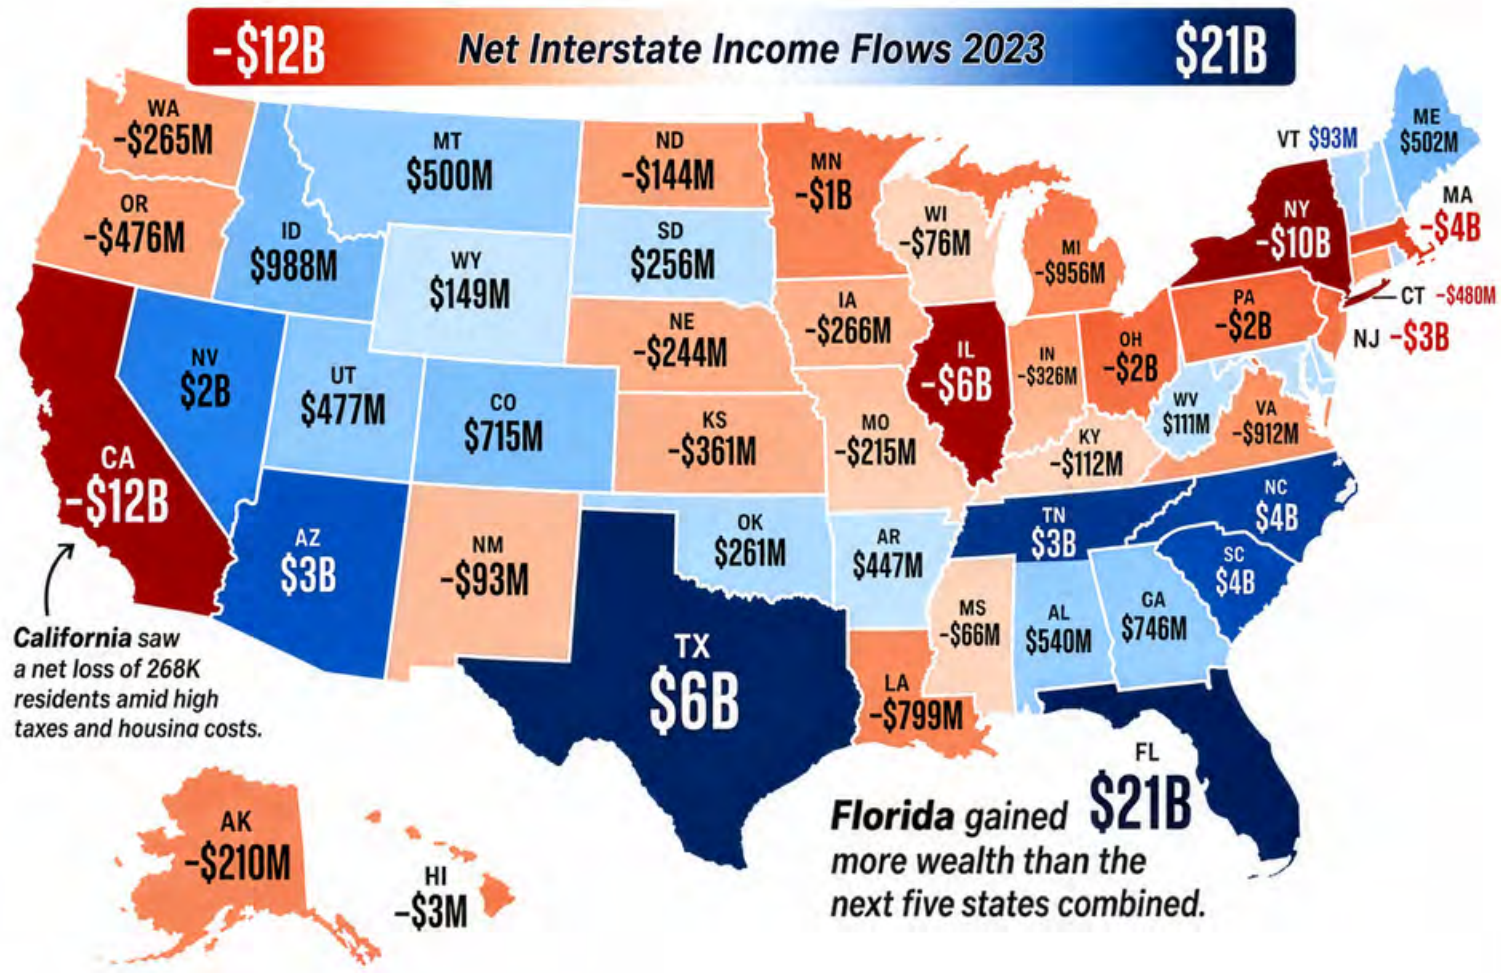 -$12B
Net Interstate Income Flows 2023
$21B
WA
-$265M
OR
-$476M
ID
$988M
MT
$500M
WY
$149M
ND
-$144M
SD
$256M
NE
-$244M
KS
-$361M
MN
-$1B
IA
-$266M
MO
-$215M
WI
-$76M
MI
-$956M
IL
-$6B
IN
-$326M
OH
-$2B
PA
-$2B
NY
-$10B
VT $93M
ME
$502M
MA
-$4B
CT -$480M
NJ -$3B
WV
$111M
VA
-$912M
KY
-$112M
CA
-$12B
NV
$2B
UT
$477M
CO
$715M
AZ
$3B
NM
-$93M
OK
$261M
AR
$447M
TN
$3B
NC
$4B
SC
$4B
MS
-$66M
AL
$540M
GA
$746M
TX
$6B
LA
-$799M
FL
$21B
California saw
a net loss of 268K
residents amid high
taxes and housing costs.
AK
-$210M
HI
-$3M
Florida gained
more wealth than the
next five states combined.